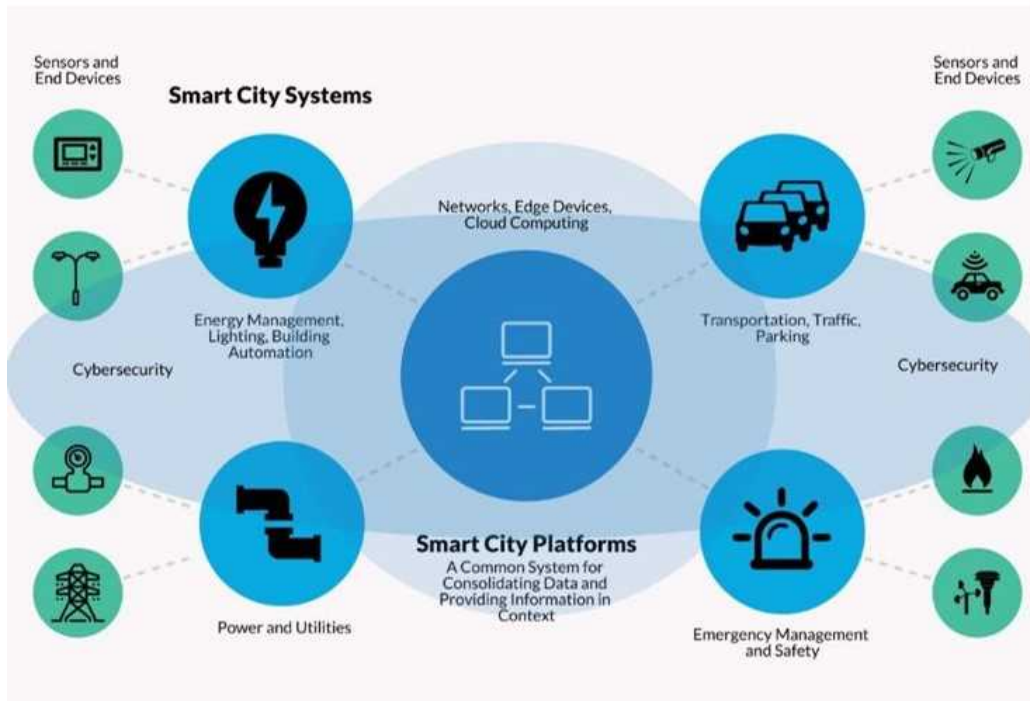 Sensors and
End Devices
Smart City Systems
Sensors and
End Devices
Networks, Edge Devices,
Cloud Computing
Energy Management,
Lighting, Building
Automation
Transportation, Traffic,
Parking
Cybersecurity
Cybersecurity
Smart City Platforms
A Common System for
Consolidating Data and
Providing Information in
Context
Power and Utilities
Emergency Management
and Safety